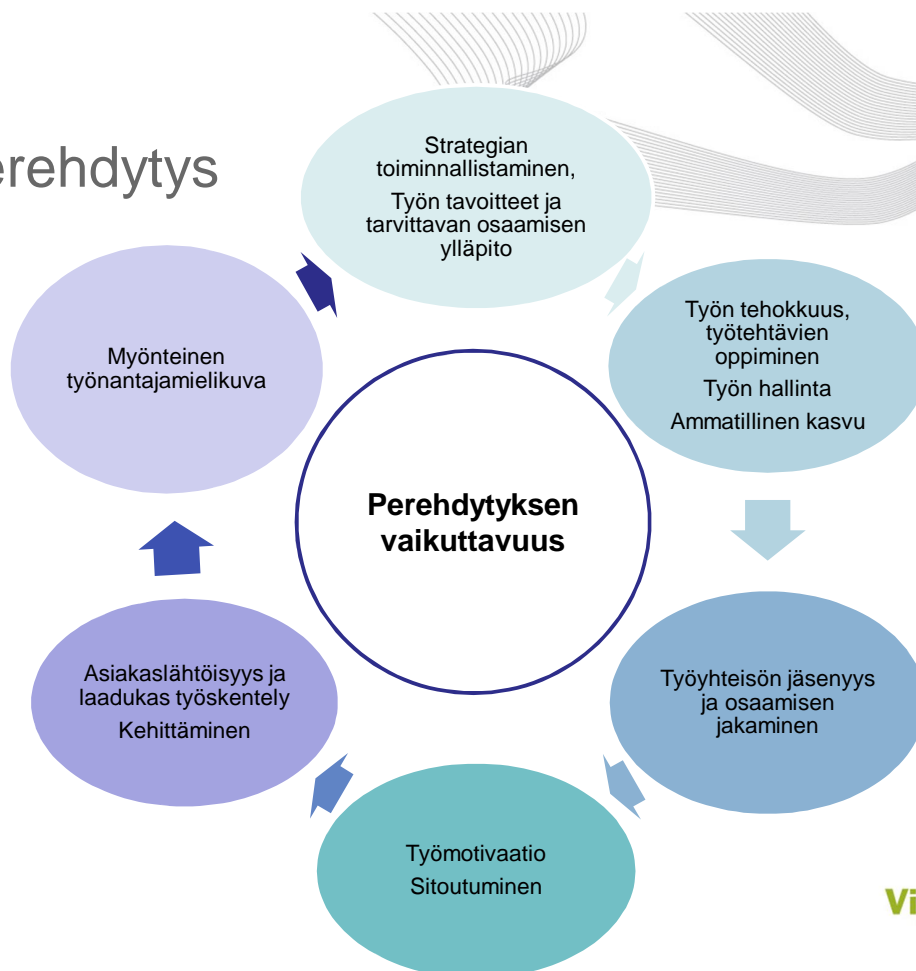 erehdytys
Strategian
toiminnallistaminen,
Työn tavoitteet ja
tarvittavan osaamisen
ylläpito
Työn tehokkuus,
työtehtävien
oppiminen
Työn hallinta
Ammatillinen kasvu
Työyhteisön jäsenyys
ja osaamisen
jakaminen
Työmotivaatio
Sitoutuminen
Asiakaslähtöisyys ja
laadukas työskentely
Kehittäminen
Myönteinen
työnantajamielikuva
Perehdytyksen
vaikuttavuus
Vi